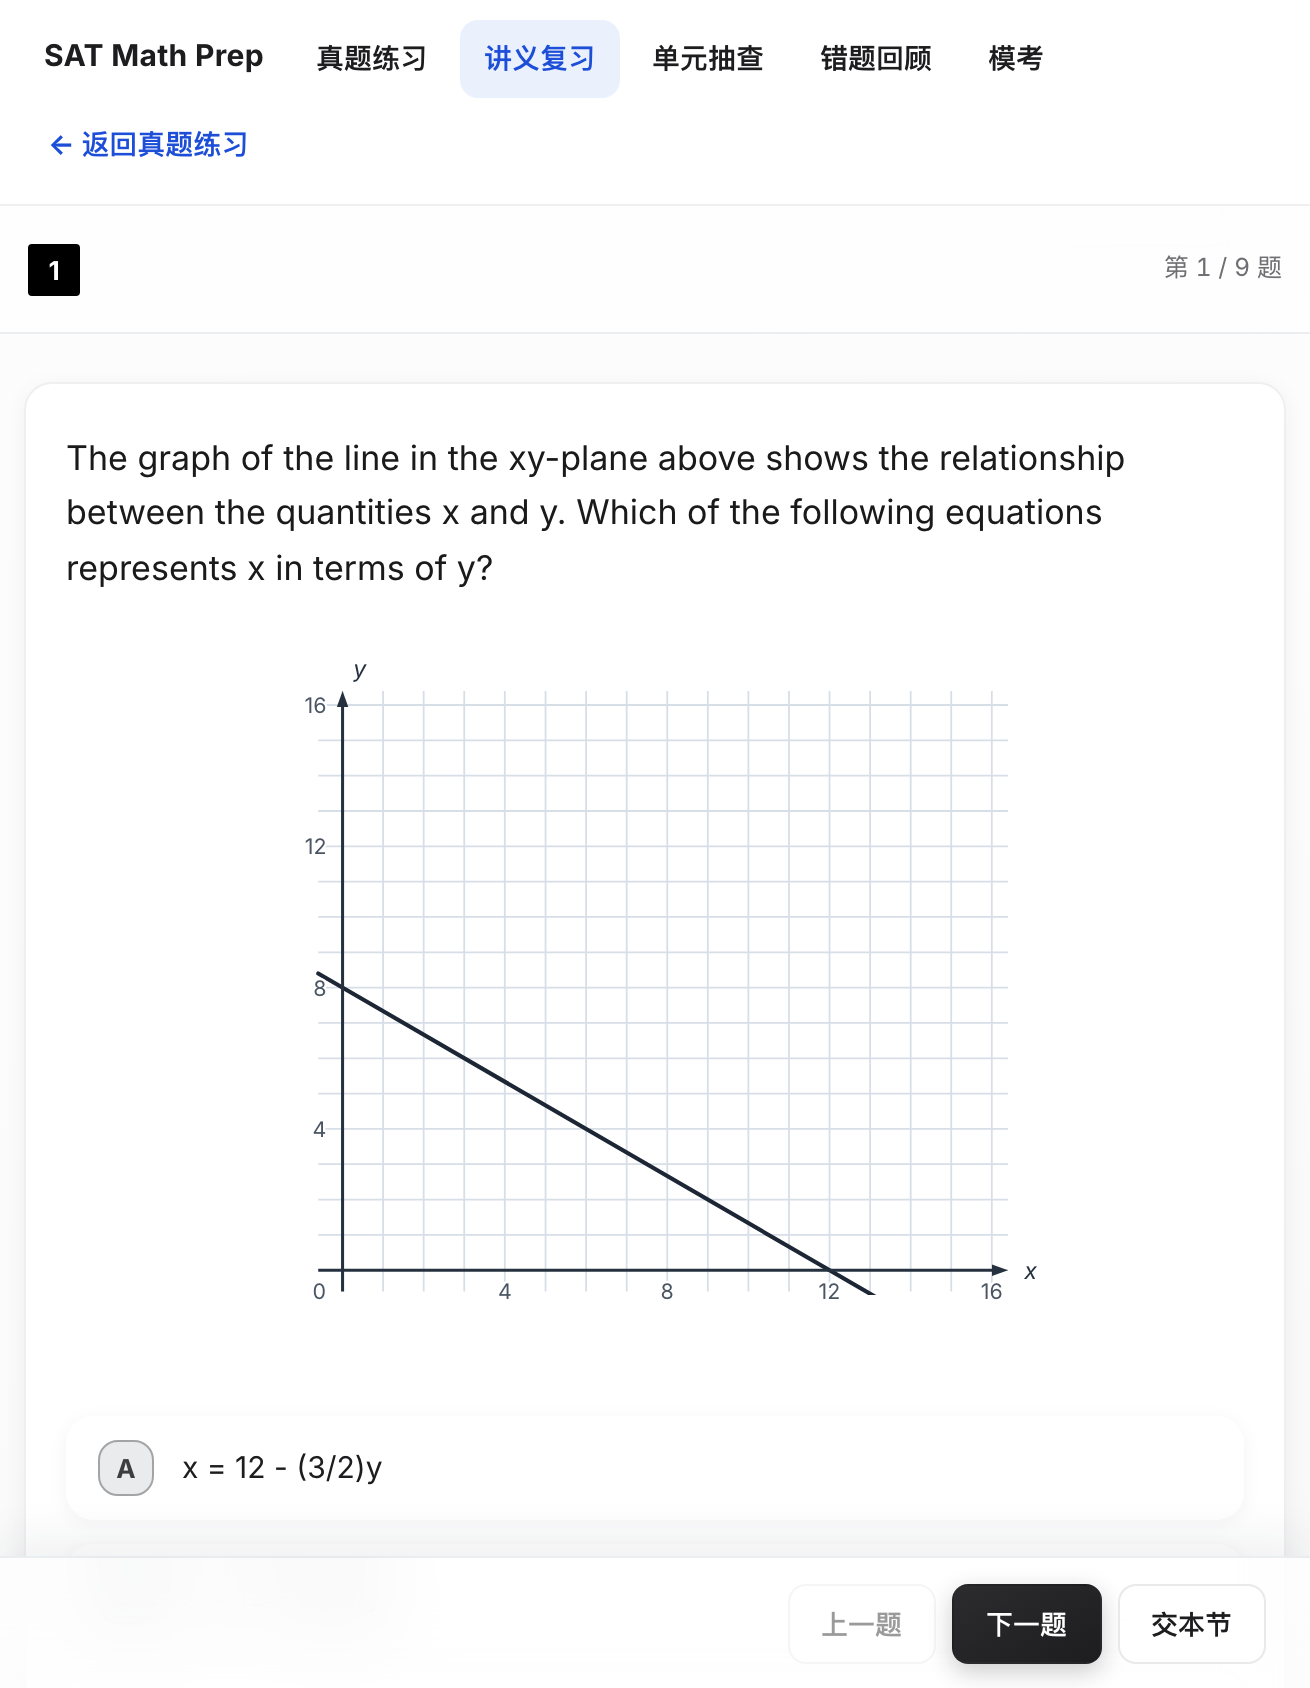 SAT Math Prep 真题练习 讲义复习 单元抽查 错题回顾 模考
← 返回真题练习
1 第 1 / 9 题
The graph of the line in the xy-plane above shows the relationship
between the quantities x and y. Which of the following equations
represents x in terms of y?
y
16
12
8
4
0 4 8 12 16 x
A x = 12 - (3/2)y
上一题 下一题 交本节